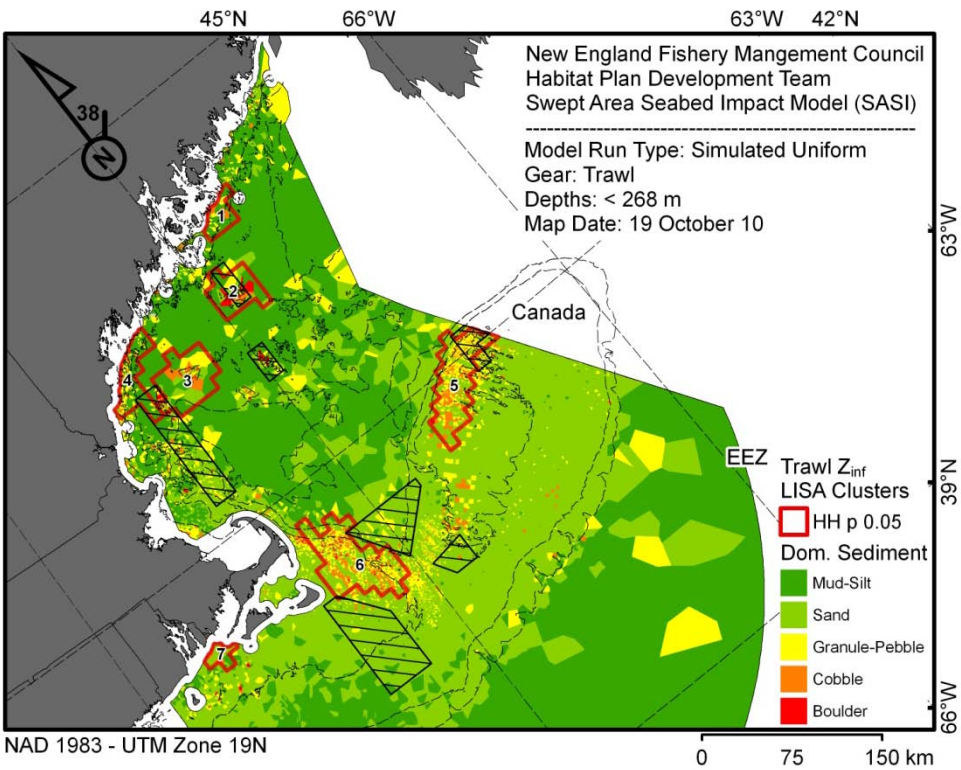 45°N 66°W 63°W 42°N
New England Fishery Mangement Council
Habitat Plan Development Team
Swept Area Seabed Impact Model (SASI)
--------------------------------------------------
Model Run Type: Simulated Uniform
Gear: Trawl
Depths: < 268 m
Map Date: 19 October 10
38
N
1
2
3
4
5
6
7
Canada
EEZ
63°W
39°N
66°W
Trawl Zinf
LISA Clusters
HH p 0.05
Dom. Sediment
Mud-Silt
Sand
Granule-Pebble
Cobble
Boulder
NAD 1983 - UTM Zone 19N
0 75 150 km